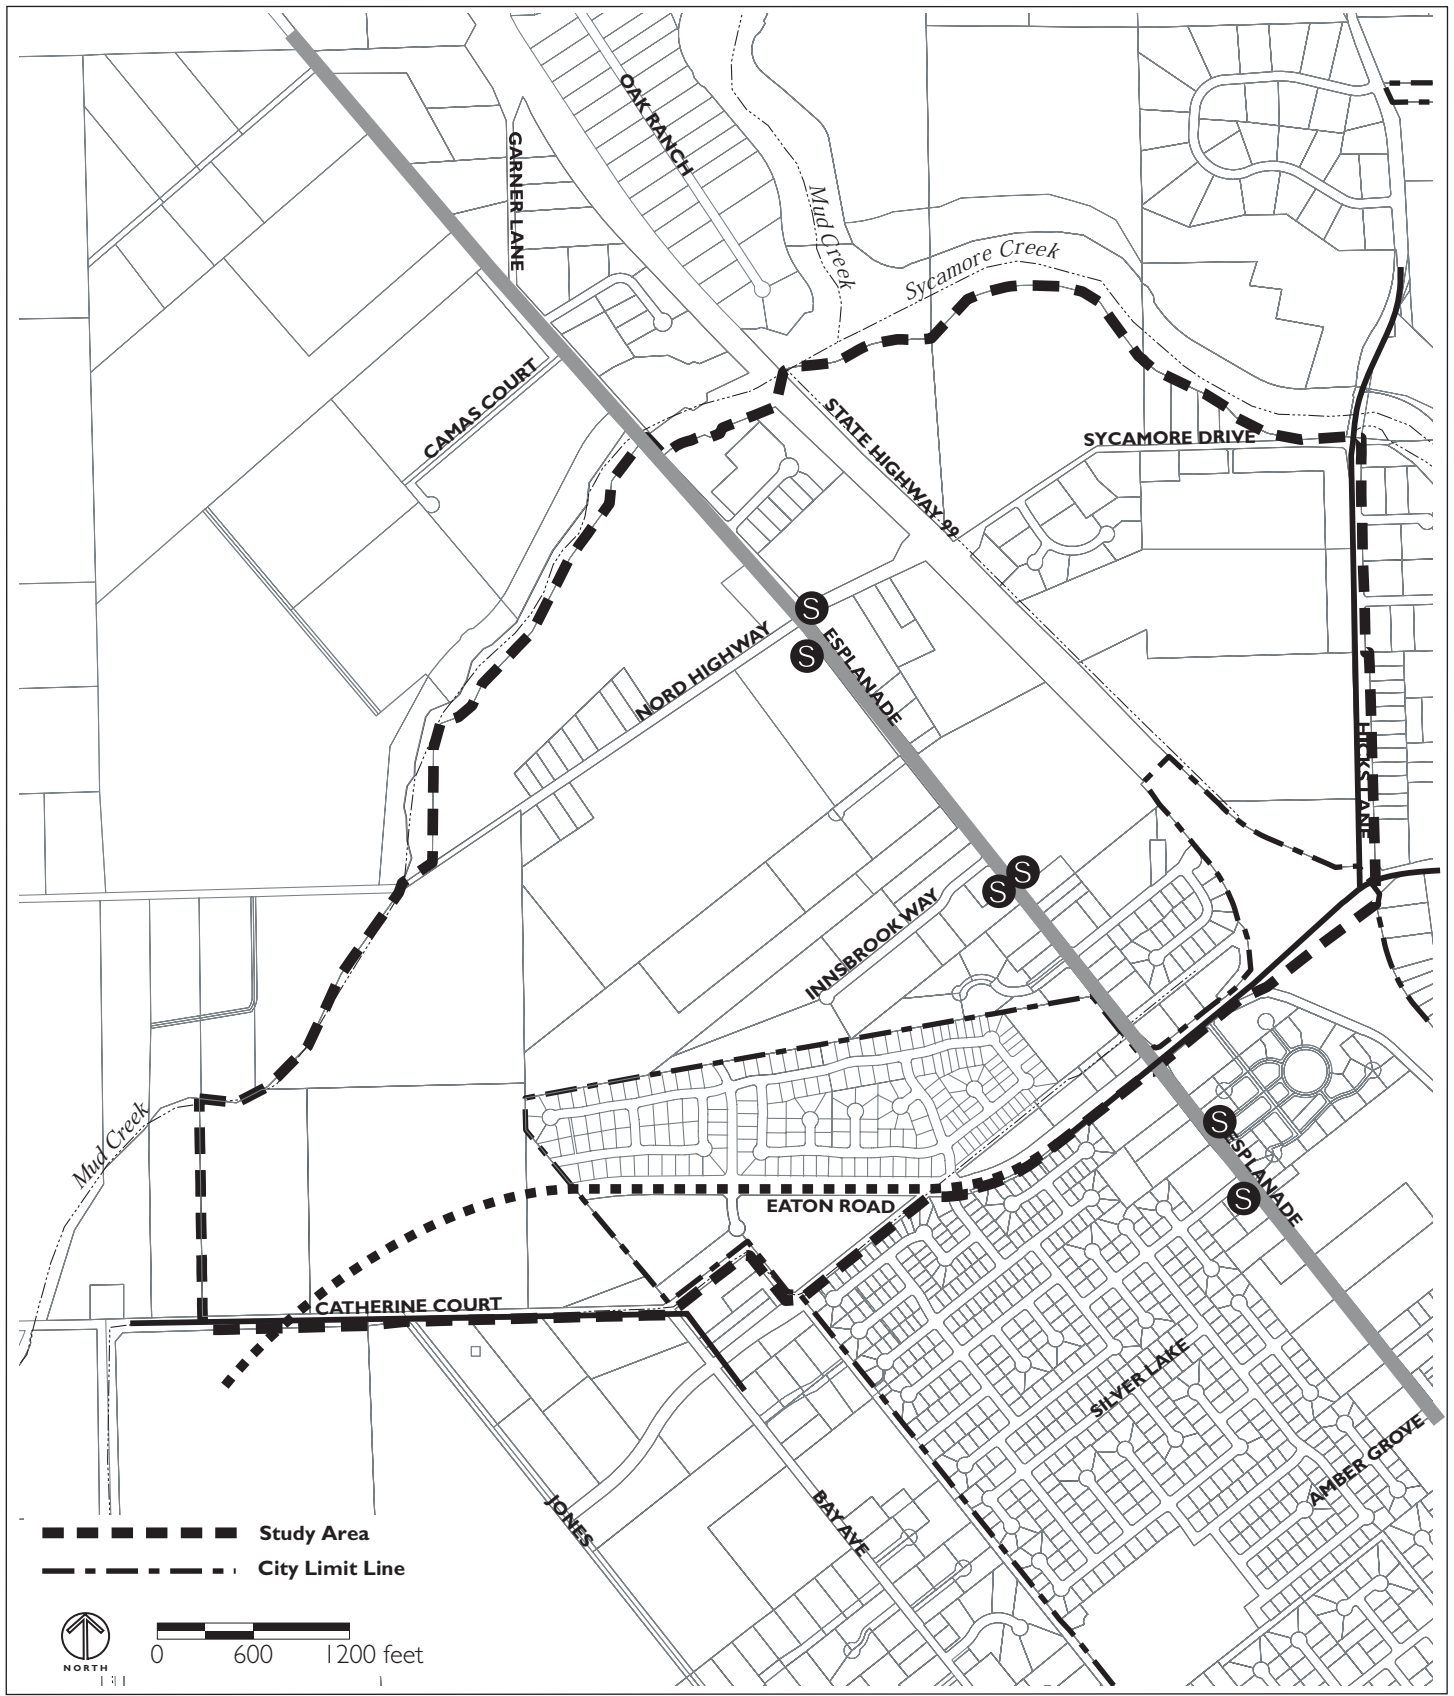 OAK RANCH
GARNER LANE
Mud Creek
Sycamore Creek
CAMAS COURT
STATE HIGHWAY 99
SYCAMORE DRIVE
S
S
ESPLANADE
NORD HIGHWAY
HICKS LANE
S
S
INNSBROOK WAY
Mud Creek
S
ESPLANADE
S
EATON ROAD
CATHERINE COURT
SILVER LAKE
AMBER GROVE
JONES
BAY AVE
Study Area
City Limit Line
NORTH
0 600 1200 feet